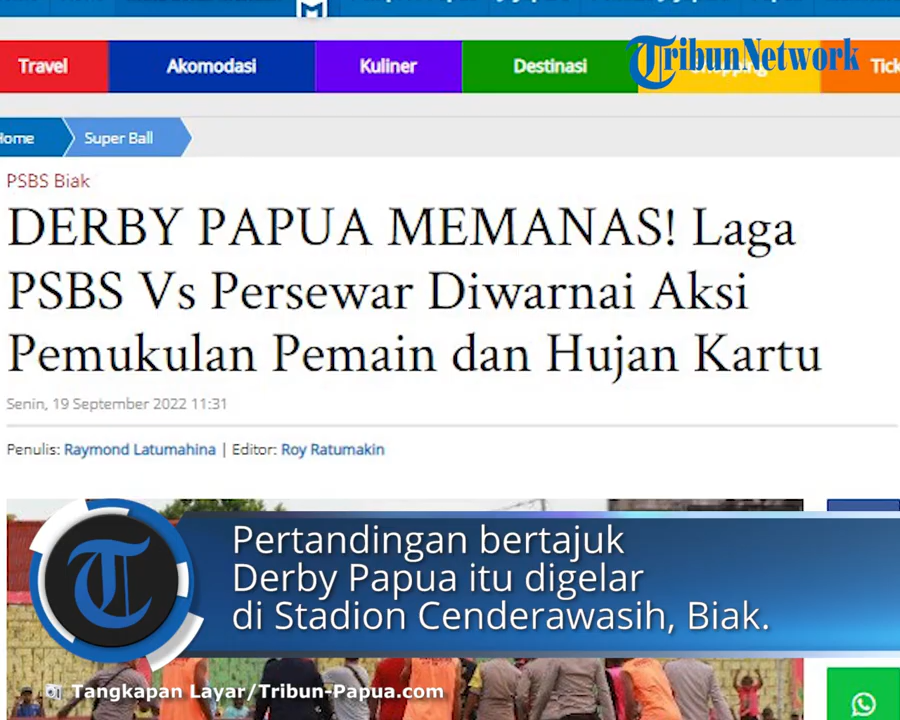 Travel
Akomodasi
Kuliner
Destinasi
TribunNetwork
Home
Super Ball
PSBS Biak
DERBY PAPUA MEMANAS! Laga
PSBS Vs Persewar Diwarnai Aksi
Pemukulan Pemain dan Hujan Kartu
Senin, 19 September 2022 11:31
Penulis: Raymond Latumahina | Editor: Roy Ratumakin
Pertandingan bertajuk
Derby Papua itu digelar
di Stadion Cenderawasih, Biak.
Tangkapan Layar/Tribun-Papua.com